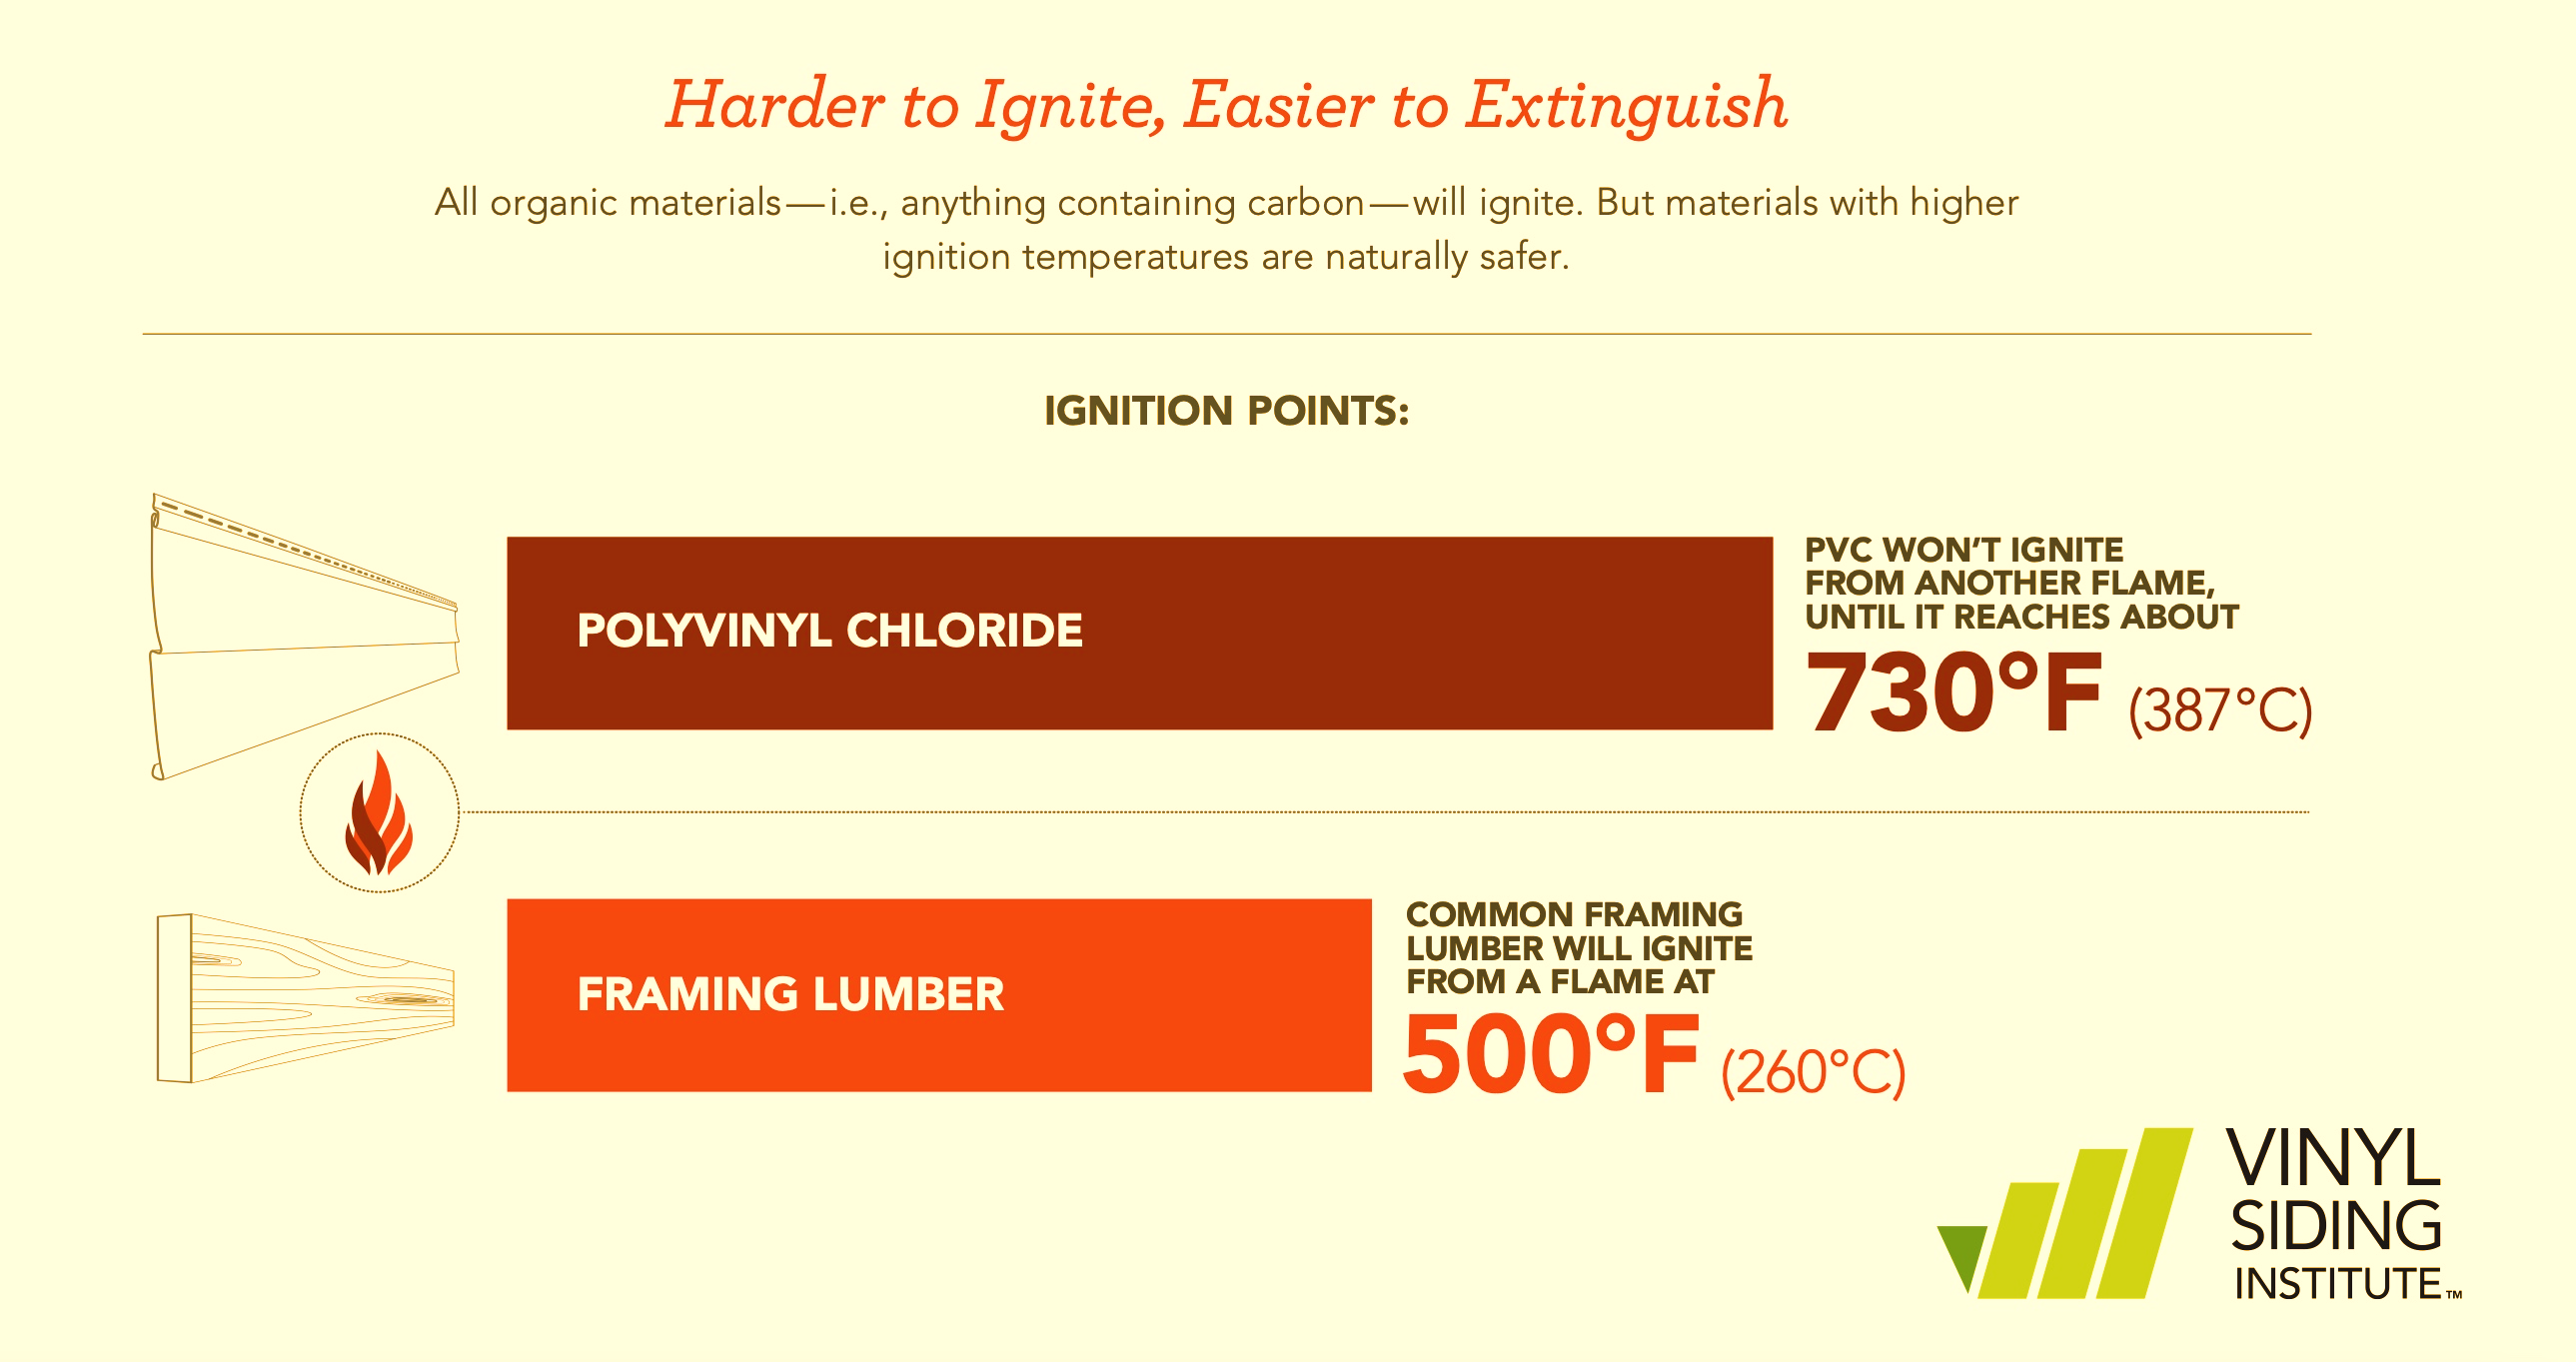 Harder to Ignite, Easier to Extinguish
All organic materials—i.e., anything containing carbon—will ignite. But materials with higher
ignition temperatures are naturally safer.
IGNITION POINTS:
POLYVINYL CHLORIDE
PVC WON’T IGNITE
FROM ANOTHER FLAME,
UNTIL IT REACHES ABOUT
730°F (387°C)
FRAMING LUMBER
COMMON FRAMING
LUMBER WILL IGNITE
FROM A FLAME AT
500°F (260°C)
VINYL
SIDING
INSTITUTE™